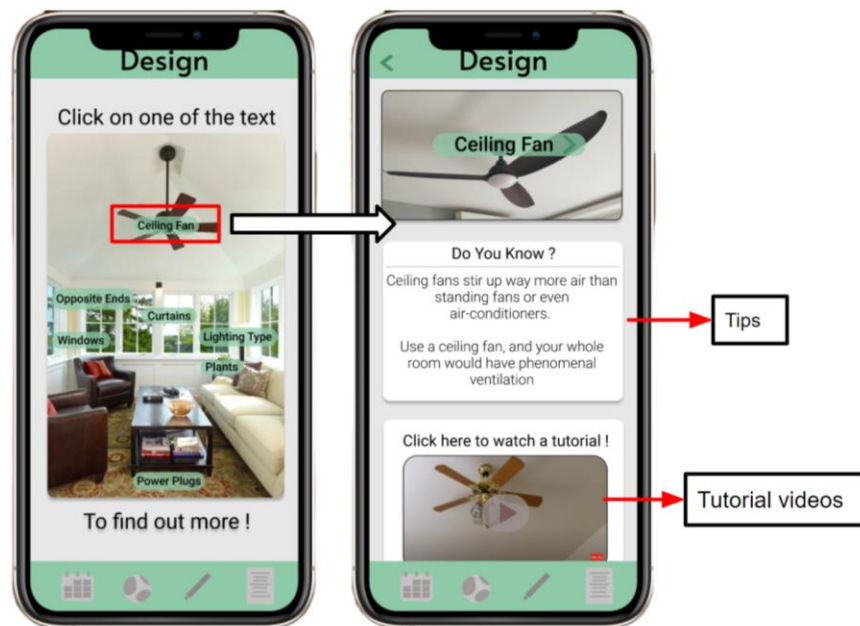 Design
Click on one of the text
Ceiling Fan
Opposite Ends
Curtains
Windows
Lighting Type
Plants
Power Plugs
To find out more !
Design
Ceiling Fan
Do You Know ?
Ceiling fans stir up way more air than
standing fans or even
air-conditioners.
Use a ceiling fan, and your whole
room would have phenomenal
ventilation
Click here to watch a tutorial !
Tips
Tutorial videos